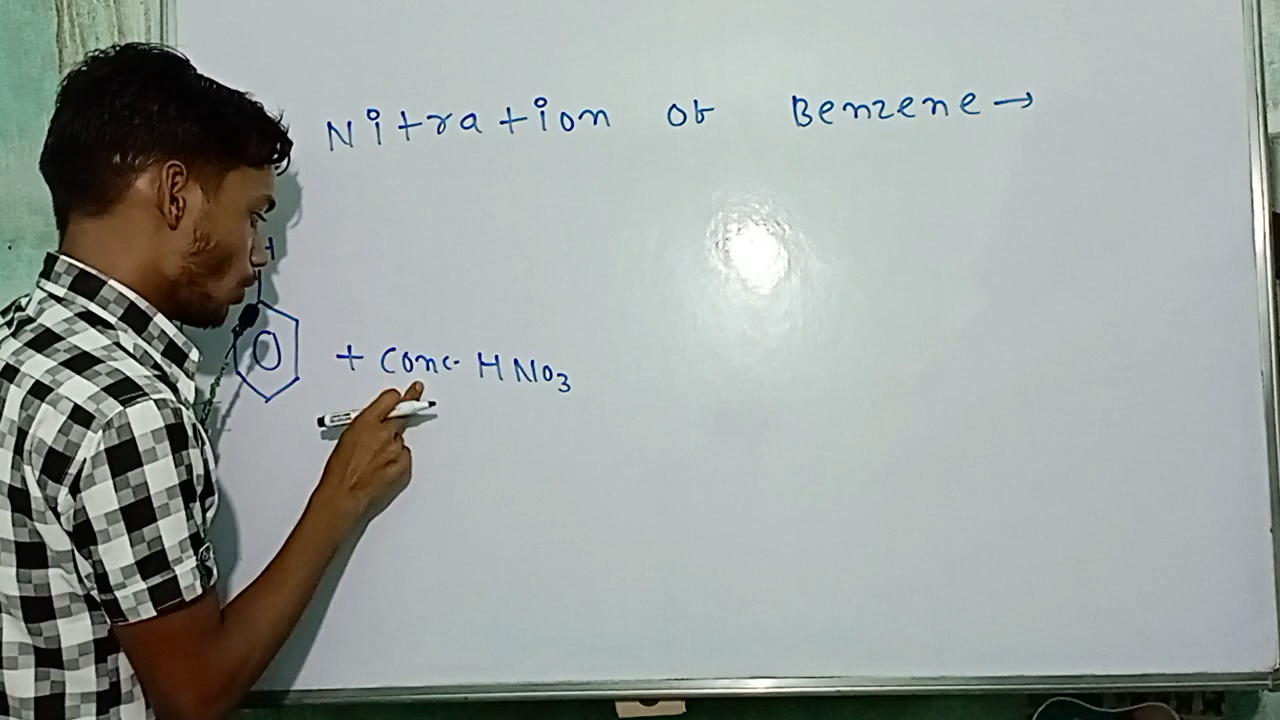 Nitration of Benzene →
H
+ Conc. HNO3